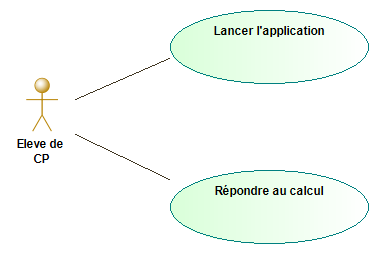 Lancer l'application
Eleve de
CP
Répondre au calcul